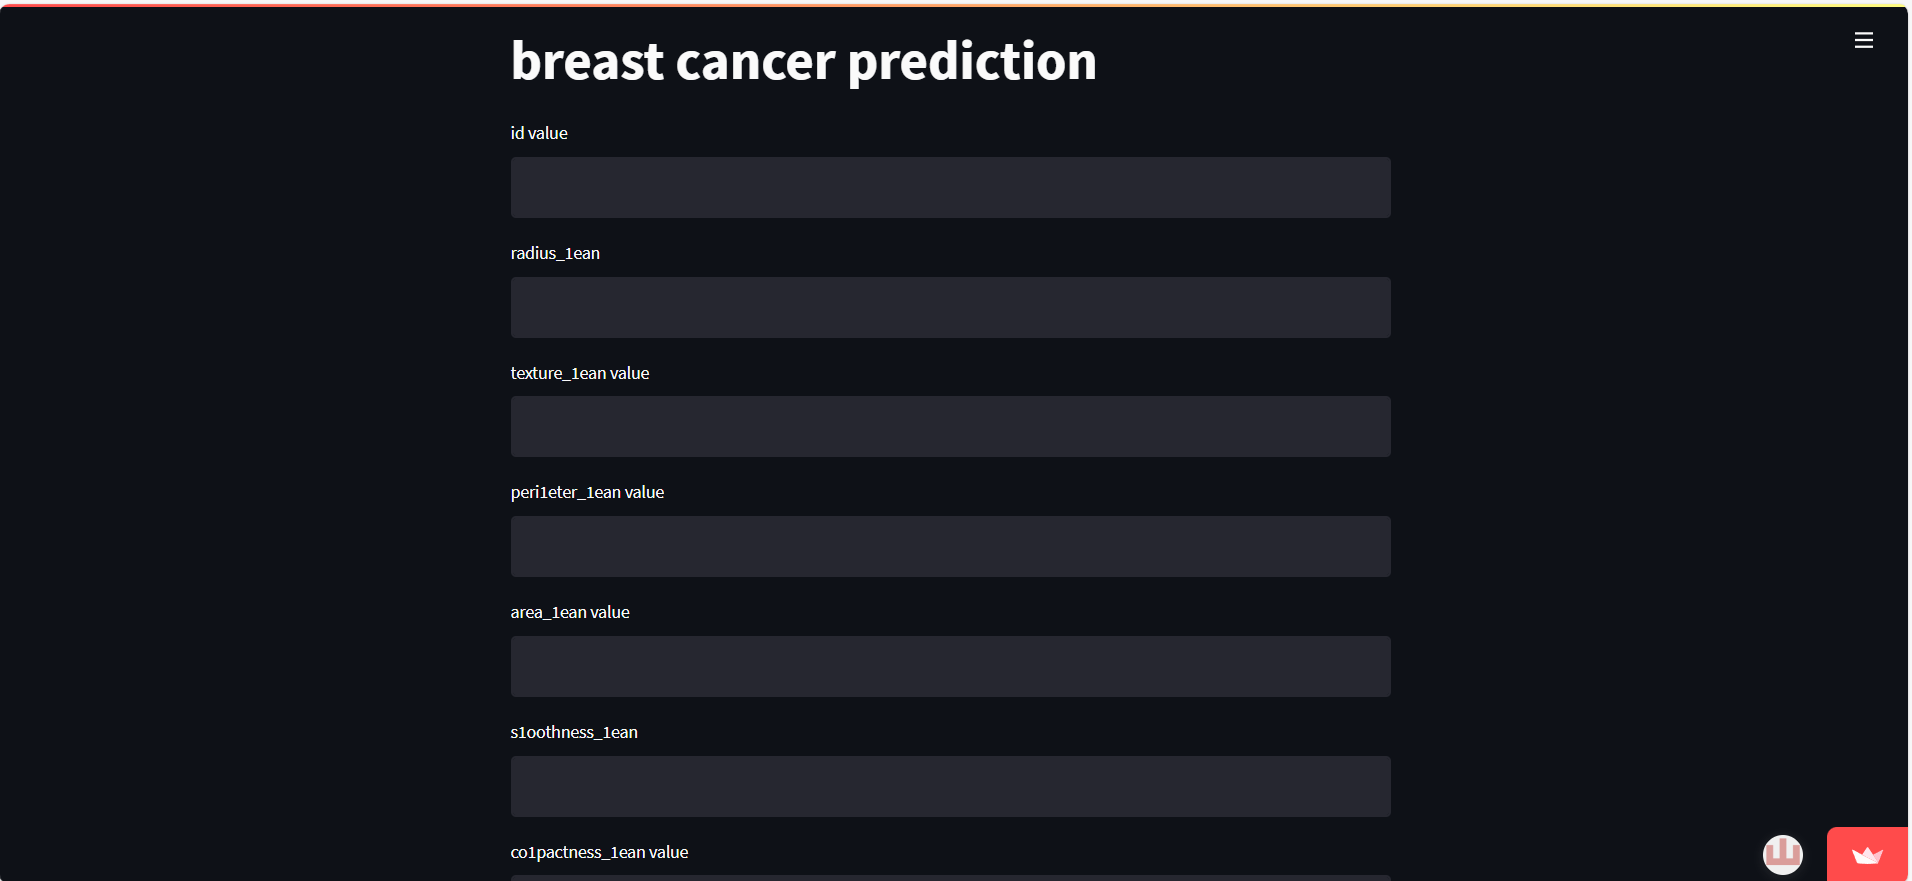 breast cancer prediction
id value
radius_1ean
texture_1ean value
peri1eter_1ean value
area_1ean value
s1oothness_1ean
co1pactness_1ean value